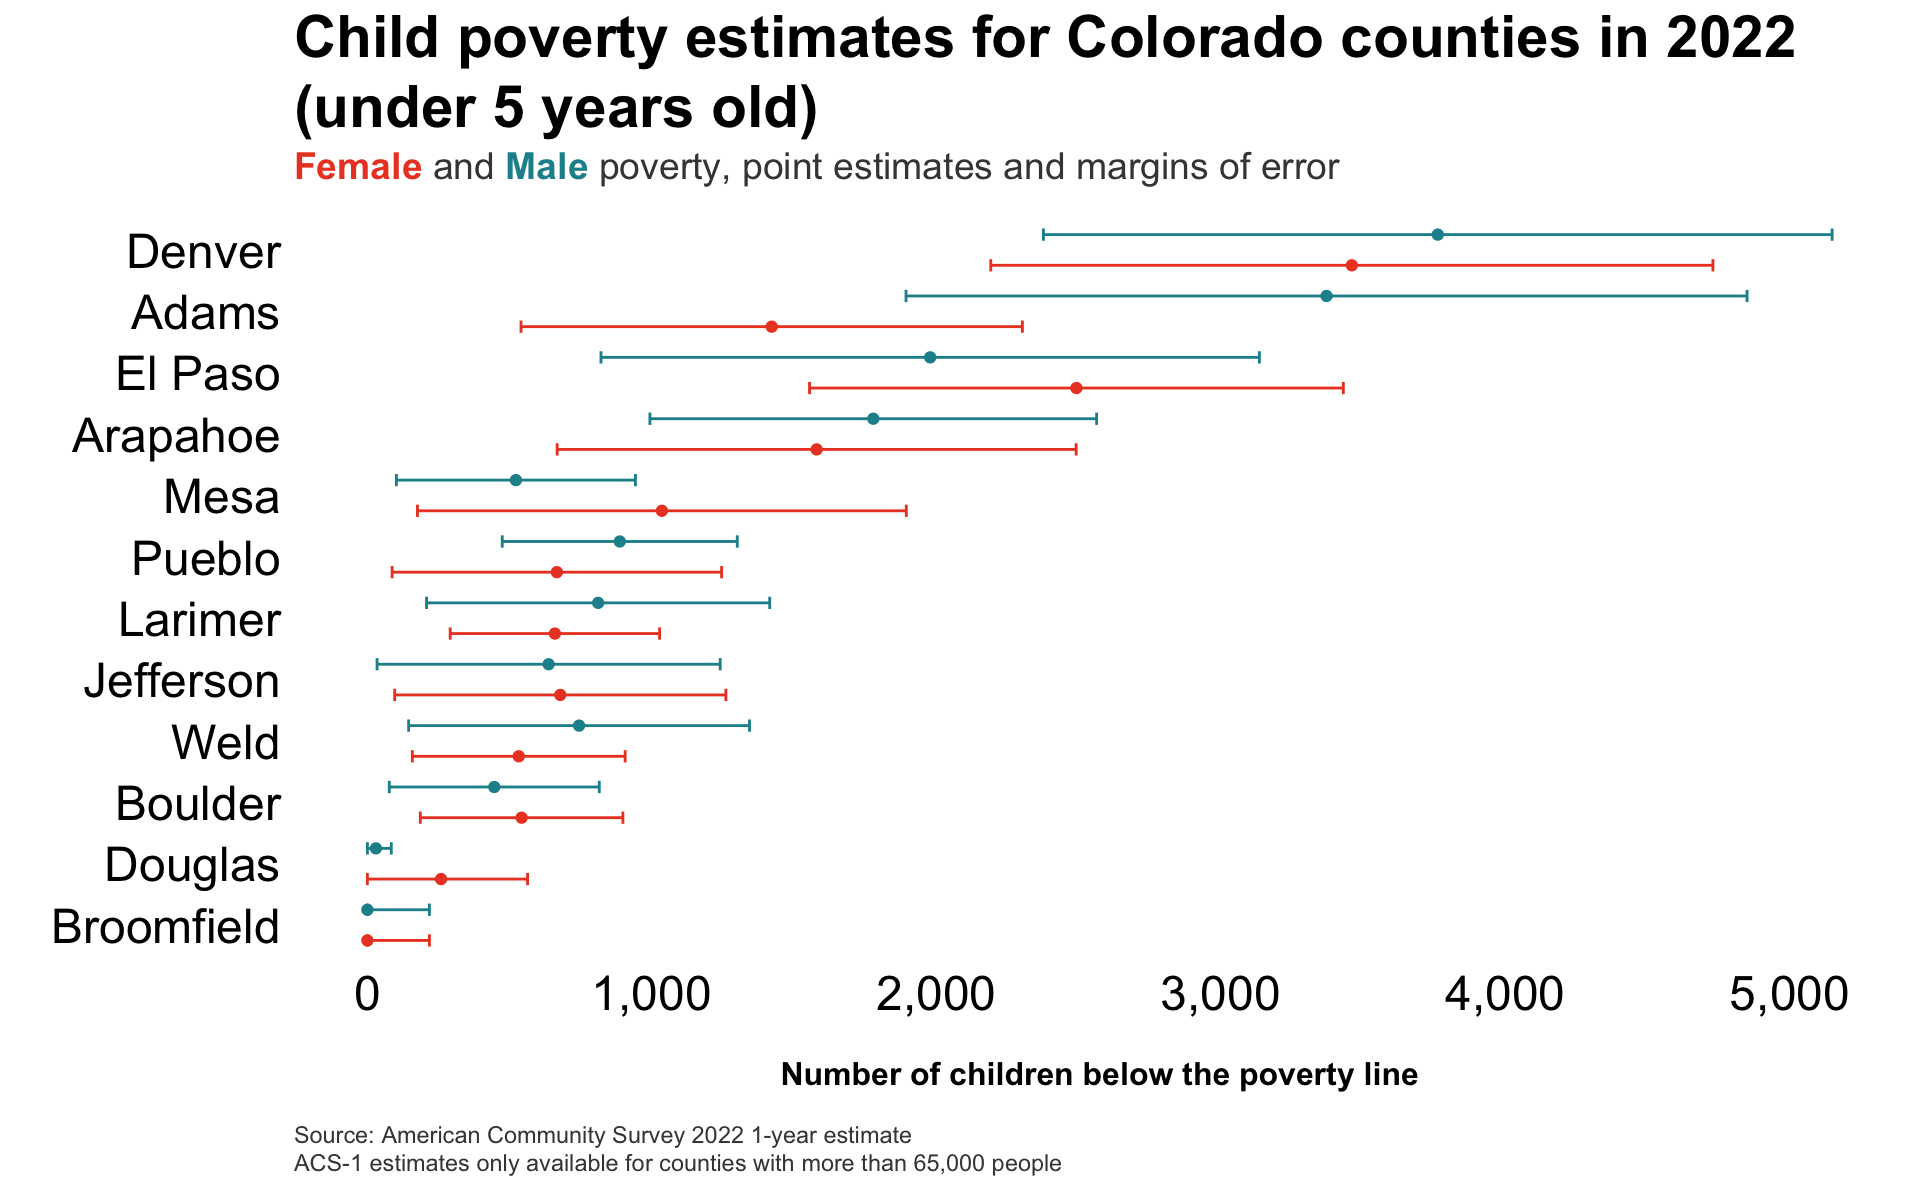 Child poverty estimates for Colorado counties in 2022
(under 5 years old)
Female and Male poverty, point estimates and margins of error
Denver
Adams
El Paso
Arapahoe
Mesa
Pueblo
Larimer
Jefferson
Weld
Boulder
Douglas
Broomfield
0 1,000 2,000 3,000 4,000 5,000
Number of children below the poverty line
Source: American Community Survey 2022 1-year estimate
ACS-1 estimates only available for counties with more than 65,000 people